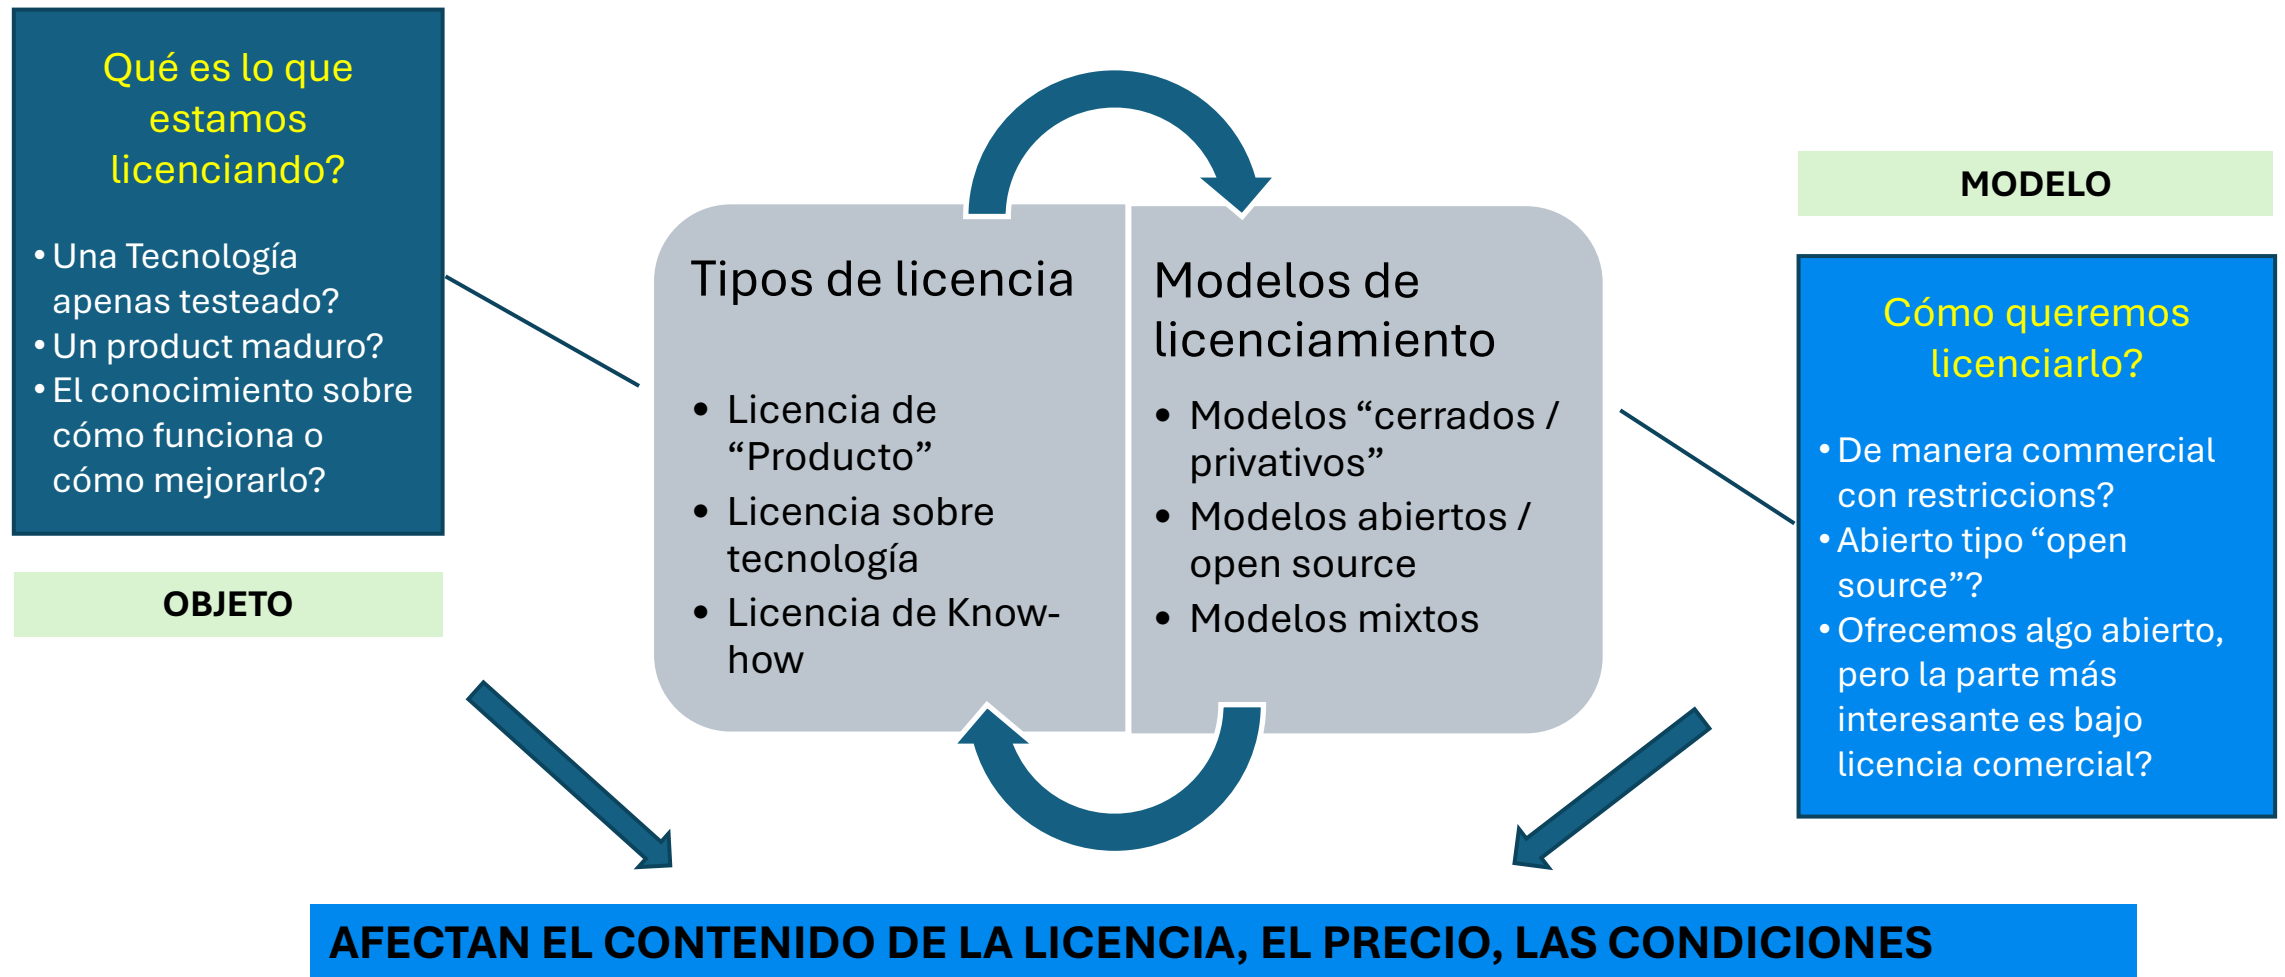 Qué es lo que
estamos
licenciando?
• Una Tecnología
apenas testeado?
• Un product maduro?
• El conocimiento sobre
cómo funciona o
cómo mejorarlo?
OBJETO
Tipos de licencia
• Licencia de
“Producto”
• Licencia sobre
tecnología
• Licencia de Know-
how
Modelos de
licenciamiento
• Modelos “cerrados /
privativos”
• Modelos abiertos /
open source
• Modelos mixtos
MODELO
Cómo queremos
licenciarlo?
• De manera commercial
con restriccions?
• Abierto tipo “open
source”?
• Ofrecemos algo abierto,
pero la parte más
interesante es bajo
licencia comercial?
AFECTAN EL CONTENIDO DE LA LICENCIA, EL PRECIO, LAS CONDICIONES